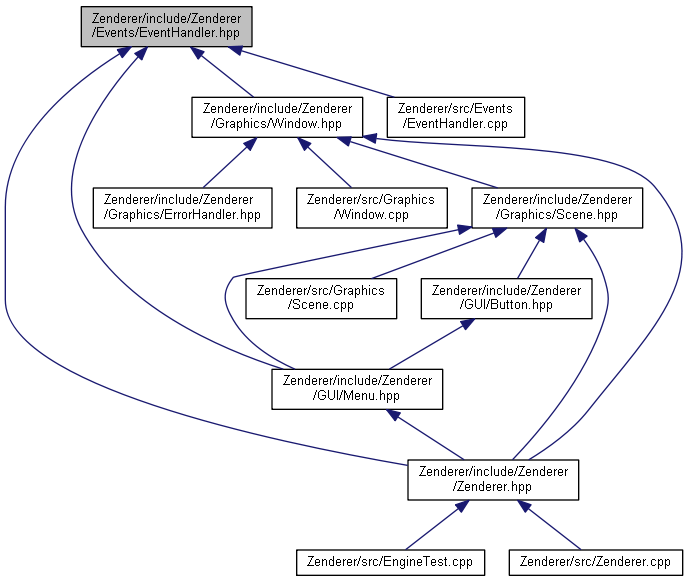 Zenderer/include/Zenderer
/Events/EventHandler.hpp
Zenderer/include/Zenderer
/Graphics/Window.hpp
Zenderer/src/Events
/EventHandler.cpp
Zenderer/include/Zenderer
/Graphics/ErrorHandler.hpp
Zenderer/src/Graphics
/Window.cpp
Zenderer/include/Zenderer
/Graphics/Scene.hpp
Zenderer/src/Graphics
/Scene.cpp
Zenderer/include/Zenderer
/GUI/Button.hpp
Zenderer/include/Zenderer
/GUI/Menu.hpp
Zenderer/include/Zenderer
/Zenderer.hpp
Zenderer/src/EngineTest.cpp
Zenderer/src/Zenderer.cpp